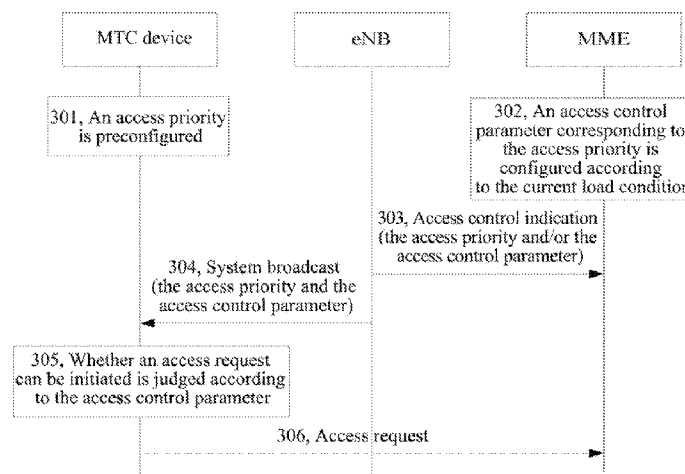 MTC device
eNB
MME
301, An access priority
is preconfigured
302, An access control
parameter corresponding to
the access priority is
configured according
to the current load condition
303, Access control indication
(the access priority and/or the
access control parameter)
304, System broadcast
(the access priority and the
access control parameter)
305, Whether an access request
can be initiated is judged according
to the access control parameter
306, Access request